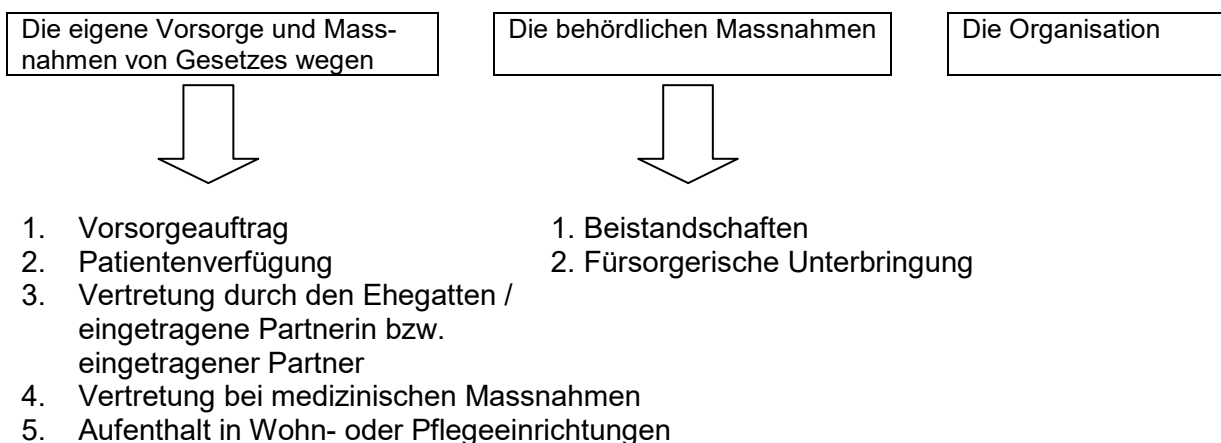 Die eigene Vorsorge und Mass-
nahmen von Gesetzes wegen
Die behördlichen Massnahmen
Die Organisation
1. Vorsorgeauftrag
2. Patientenverfügung
3. Vertretung durch den Ehegatten /
eingetragene Partnerin bzw.
eingetragener Partner
4. Vertretung bei medizinischen Massnahmen
5. Aufenthalt in Wohn- oder Pflegeeinrichtungen
1. Beistandschaften
2. Fürsorgerische Unterbringung